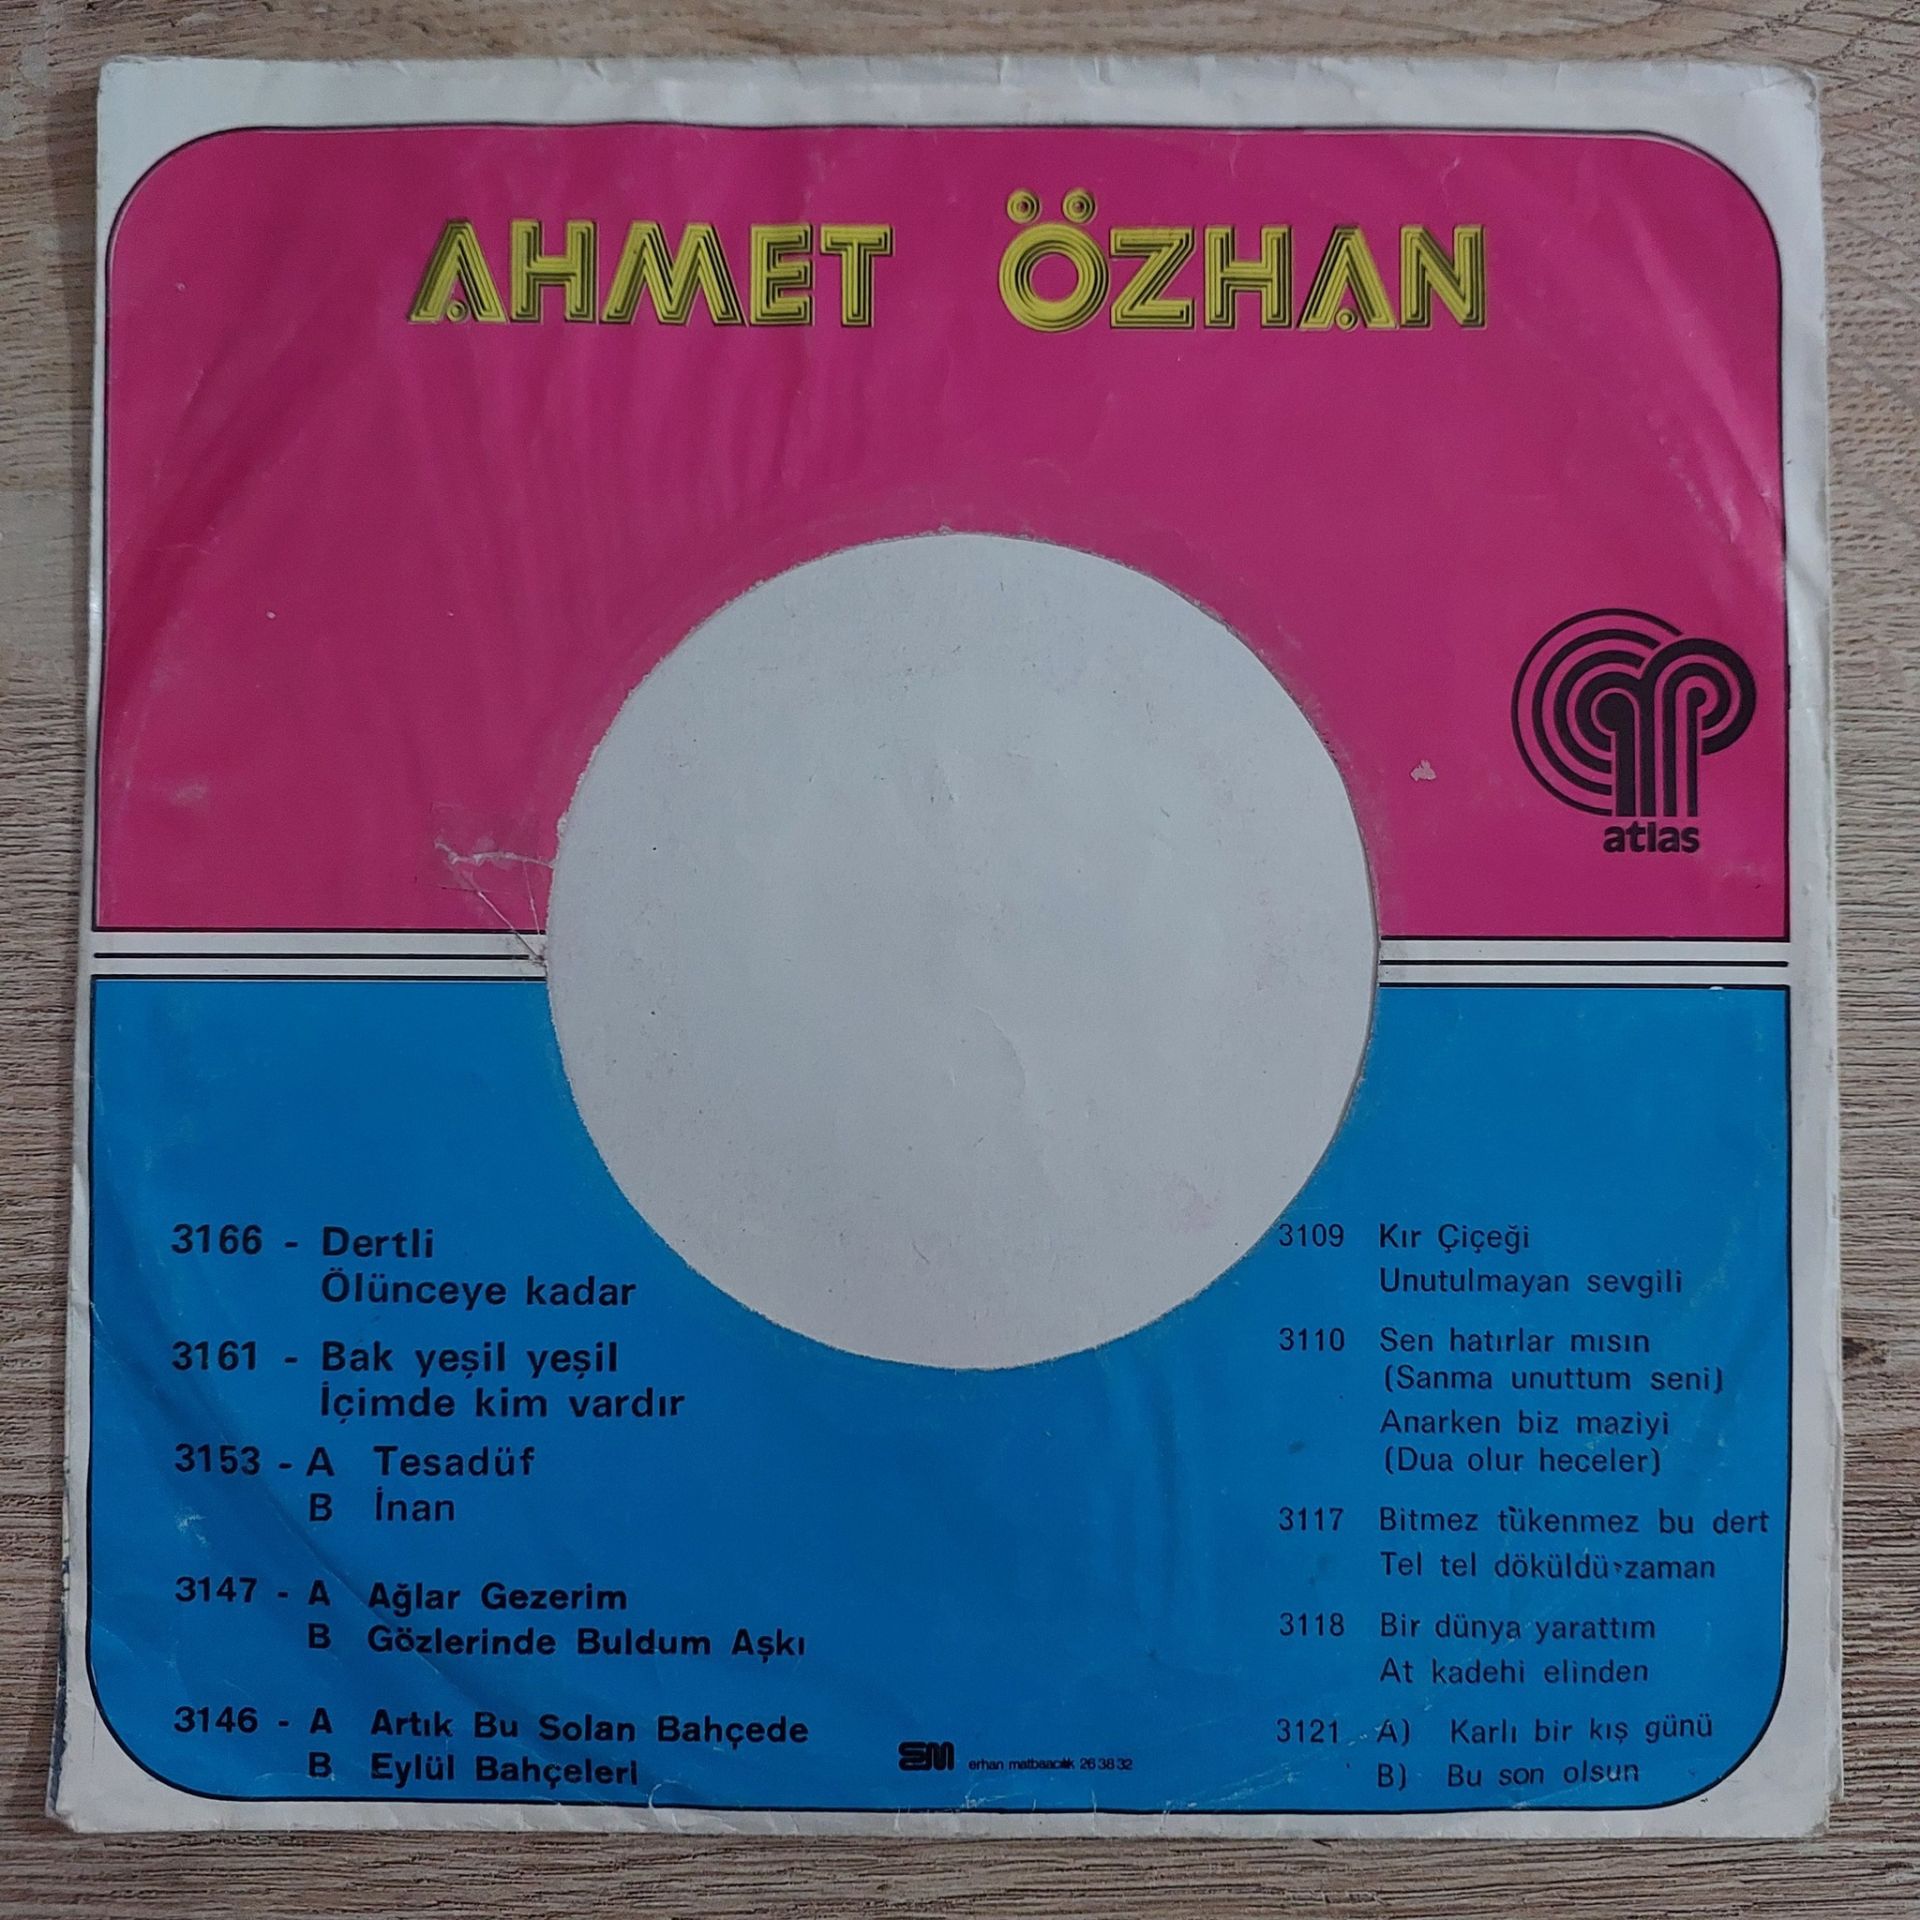 AHMET ÖZHAN
atlas
3166 - Dertli
Ölünceye kadar
3161 - Bak yeşil yeşil
İçimde kim vardır
3153 - A Tesadüf
B İnan
3147 - A Ağlar Gezerim
B Gözlerinde Buldum Aşkı
3146 - A Artık Bu Solan Bahçede
B Eylül Bahçeleri
erhan matbaacılık 26 38 32
3109 Kır Çiçeği
Unutulmayan sevgili
3110 Sen hatırlar mısın
(Sanma unuttum seni)
Anarken biz maziyi
(Dua olur heceler)
3117 Bitmez tükenmez bu dert
Tel tel döküldü zaman
3118 Bir dünya yarattım
At kadehi elinden
3121 A) Karlı bir kış günü
B) Bu son olsun